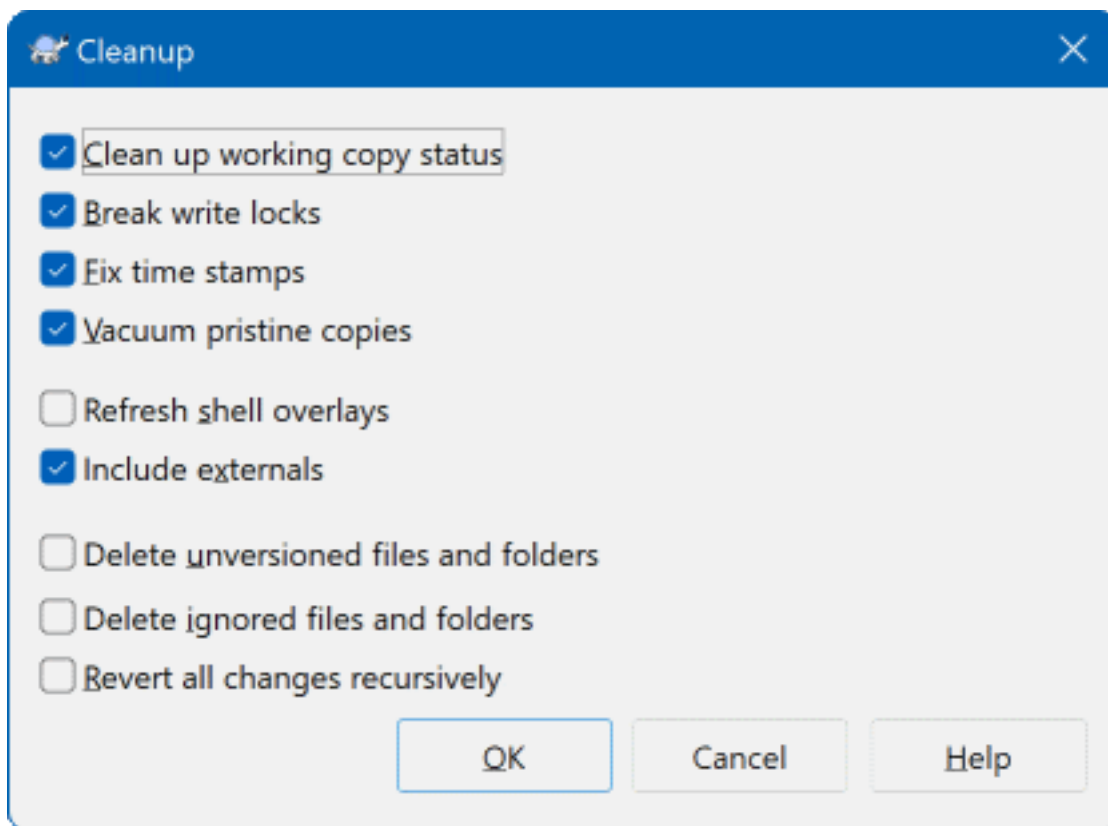 Cleanup
Clean up working copy status
Break write locks
Fix time stamps
Vacuum pristine copies
Refresh shell overlays
Include externals
Delete unversioned files and folders
Delete ignored files and folders
Revert all changes recursively
OK Cancel Help